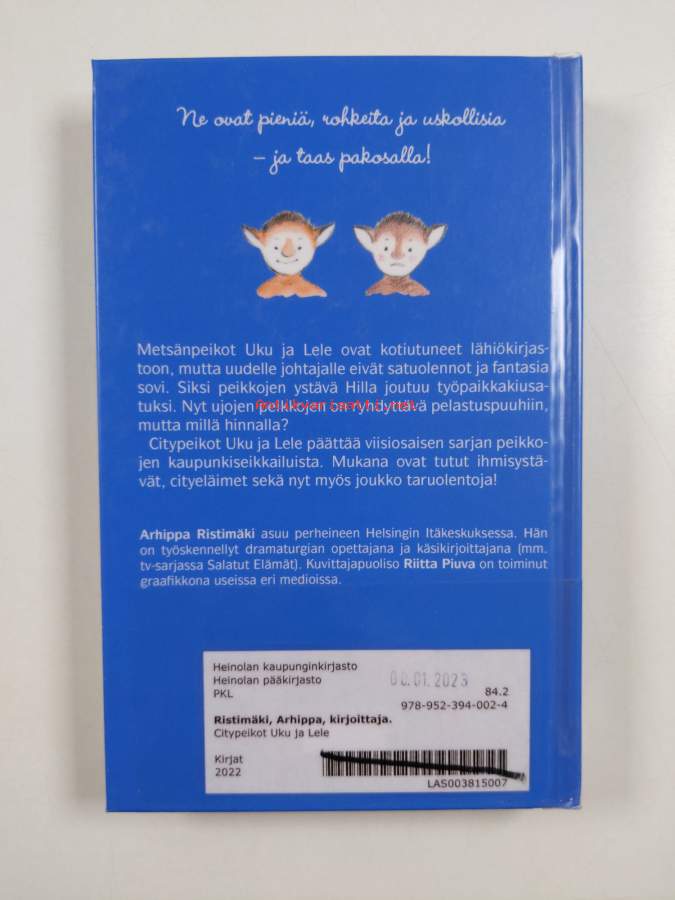 Ne ovat pieniä, rohkeita ja uskollisia
– ja taas pakosalla!
Metsänpeikot Uku ja Lele ovat kotiutuneet lähiökirjas-
toon, mutta uudelle johtajalle eivät satuolennot ja fantasia
sovi. Siksi peikkojen ystävä Hilla joutuu työpaikkakiusa-
tuksi. Nyt ujojen peikkojen on ryhdyttävä pelastuspuuhiin,
mutta millä hinnalla?
Citypeikot Uku ja Lele päättää viisiosaisen sarjan peikko-
jen kaupunkiseikkailuista. Mukana ovat tutut ihmisystä-
vät, cityeläimet sekä nyt myös joukko taruolentoja!
Arhippa Ristimäki asuu perheineen Helsingin Itäkeskuksessa. Hän
on työskennellyt dramaturgian opettajana ja käsikirjoittajana (mm.
tv-sarjassa Salatut Elämät). Kuvittajapuoliso Riitta Piuva on toiminut
graafikkona useissa eri medioissa.
Heinolan kaupunginkirjasto
Heinolan pääkirjasto
PKL
84.2
978-952-394-002-4
Ristimäki, Arhippa, kirjoittaja.
Citypeikot Uku ja Lele
Kirjat
2022
LAS003815007